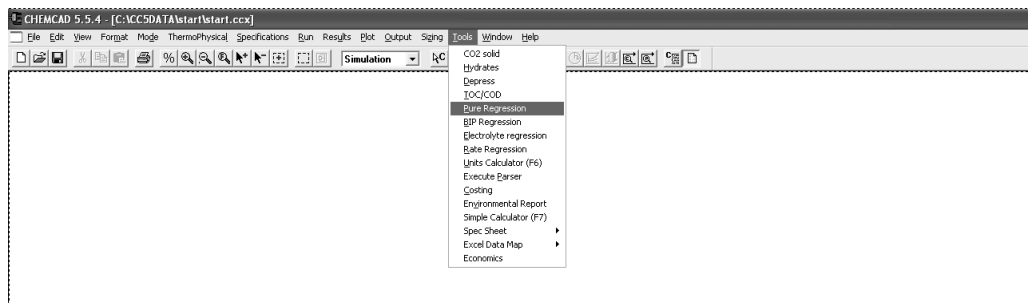 CHEMCAD 5.5.4 - [C:\CC5DATA\start\start.ccx]
File Edit View Format Mode ThermoPhysical Specifications Run Results Plot Output Sizing Tools Window Help
% Simulation
CO2 solid
Hydrates
Depress
TOC/COD
Pure Regression
BIP Regression
Electrolyte regression
Rate Regression
Units Calculator (F6)
Execute Parser
Costing
Environmental Report
Simple Calculator (F7)
Spec Sheet
Excel Data Map
Economics